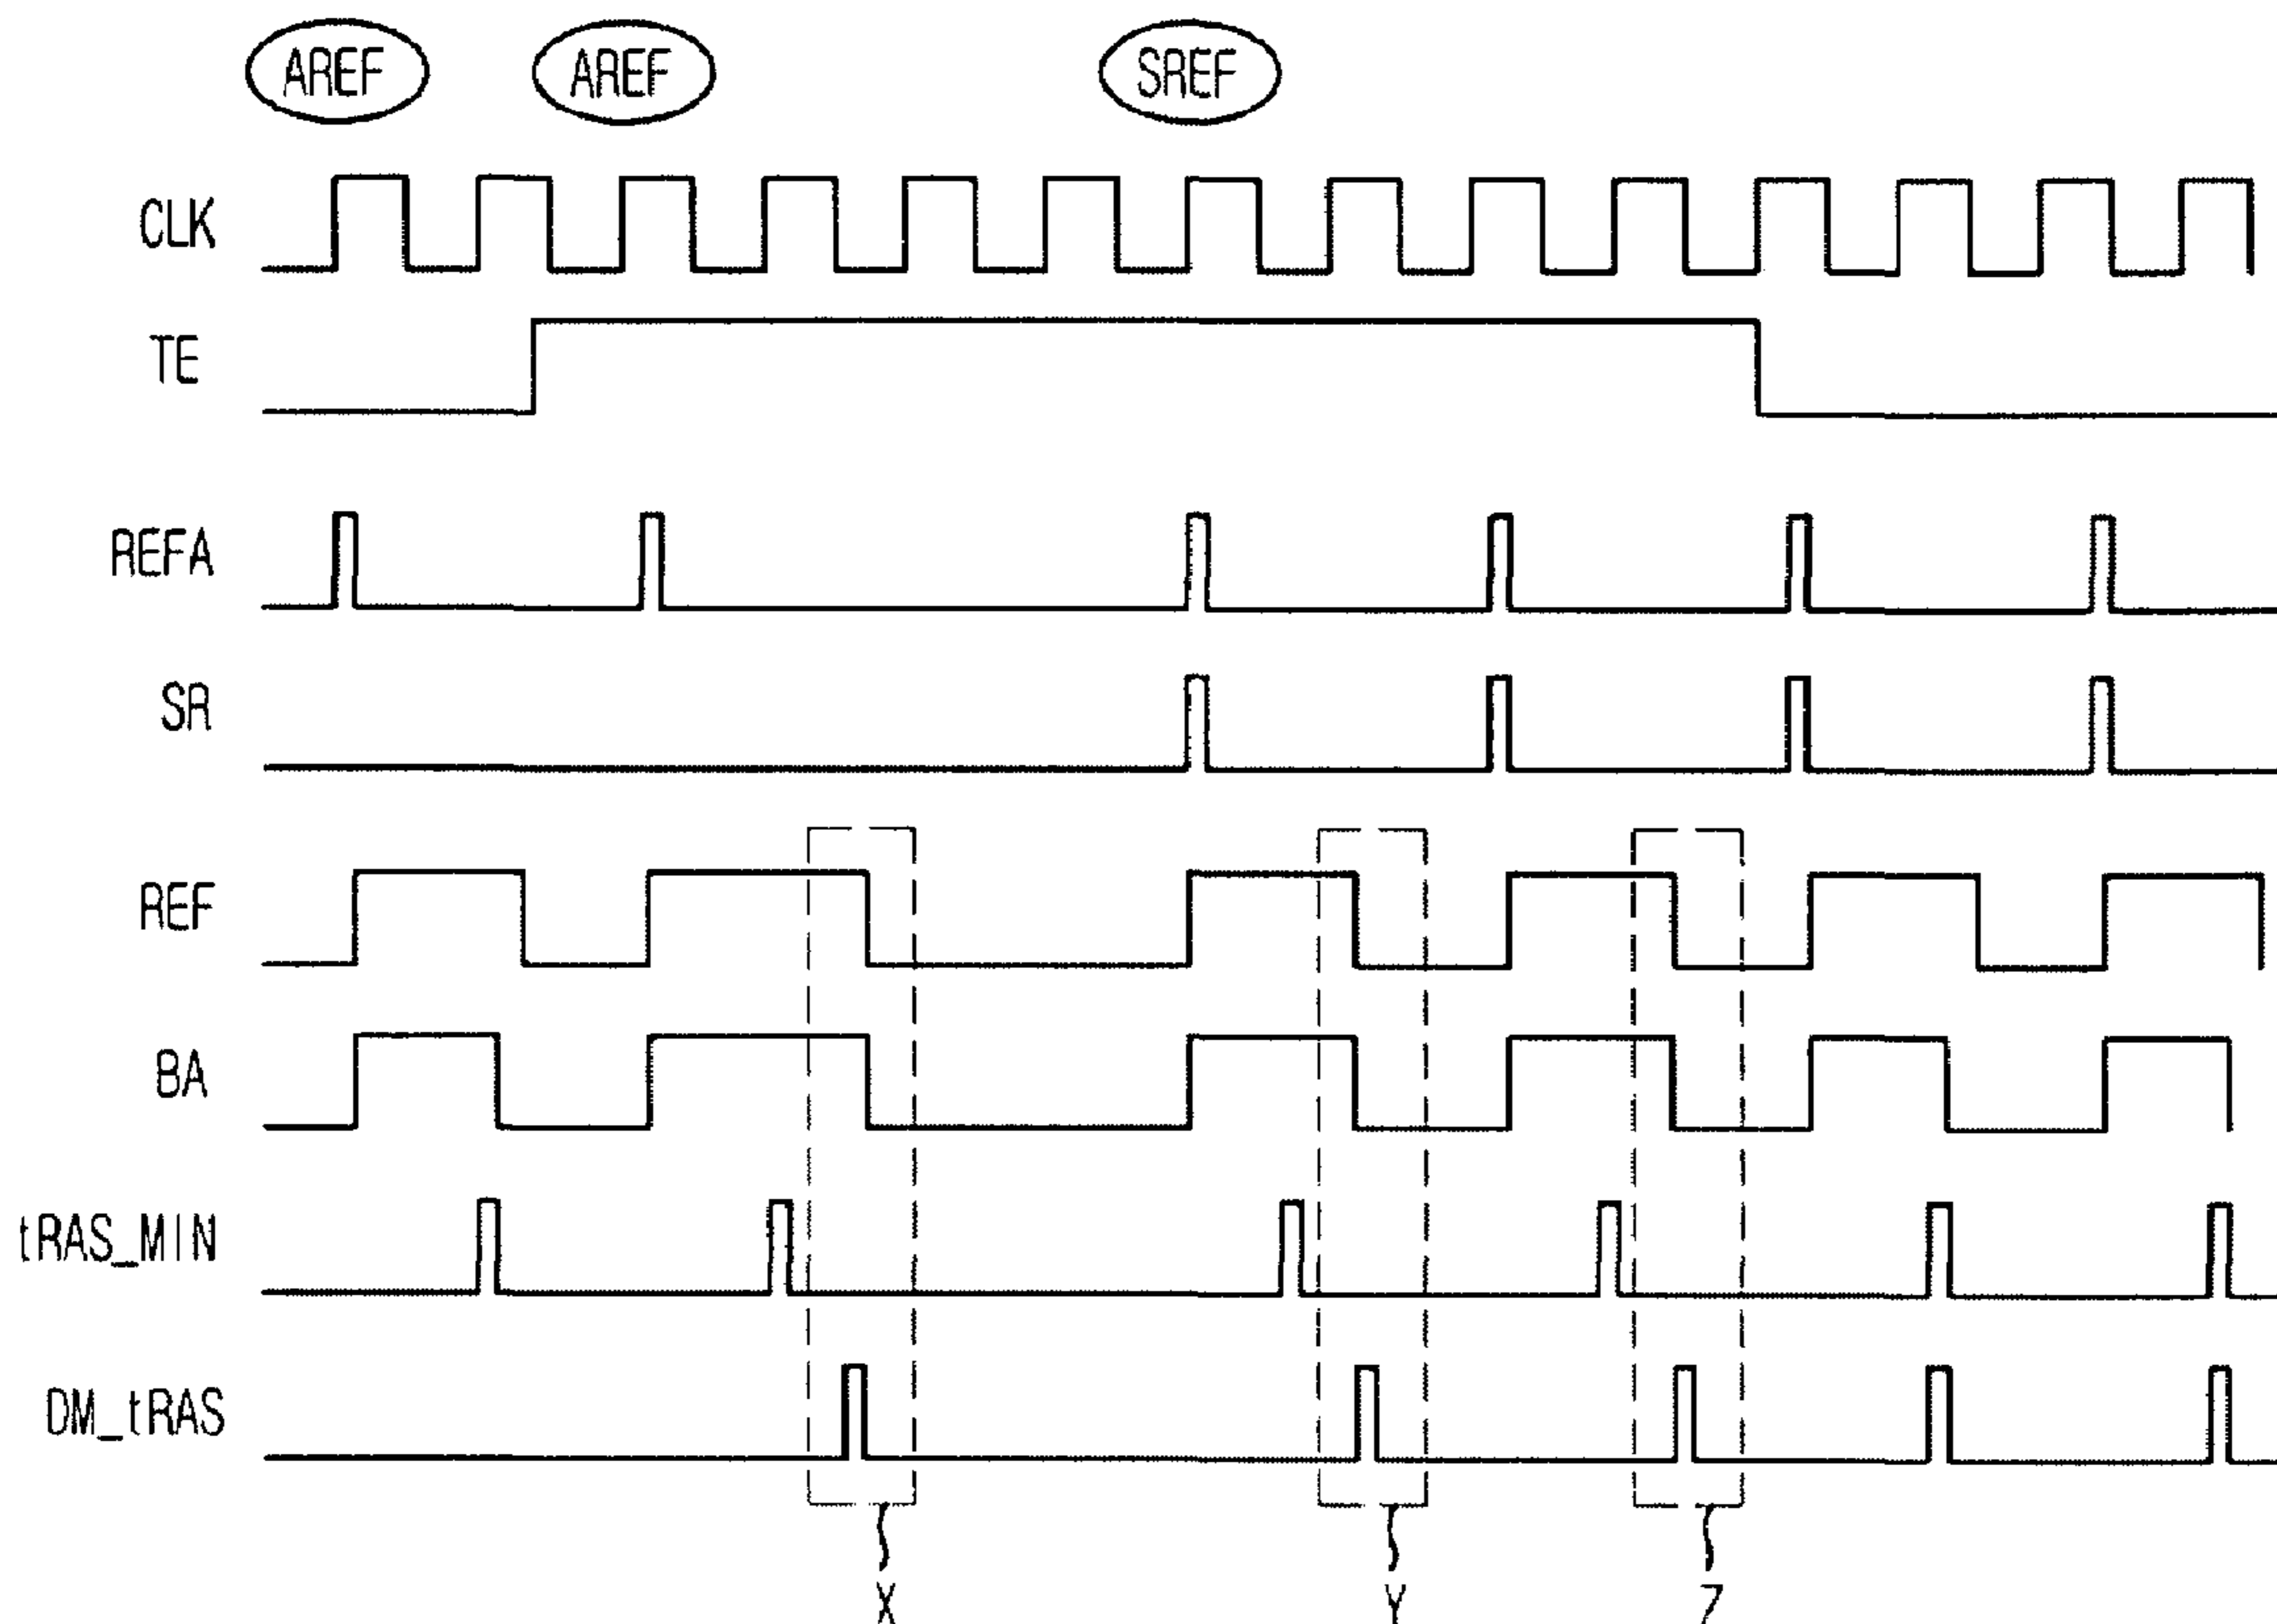 AREF AREF SREF
CLK
TE
REFA
SR
REF
BA
tRAS_MIN
DM_tRAS
X Y Z